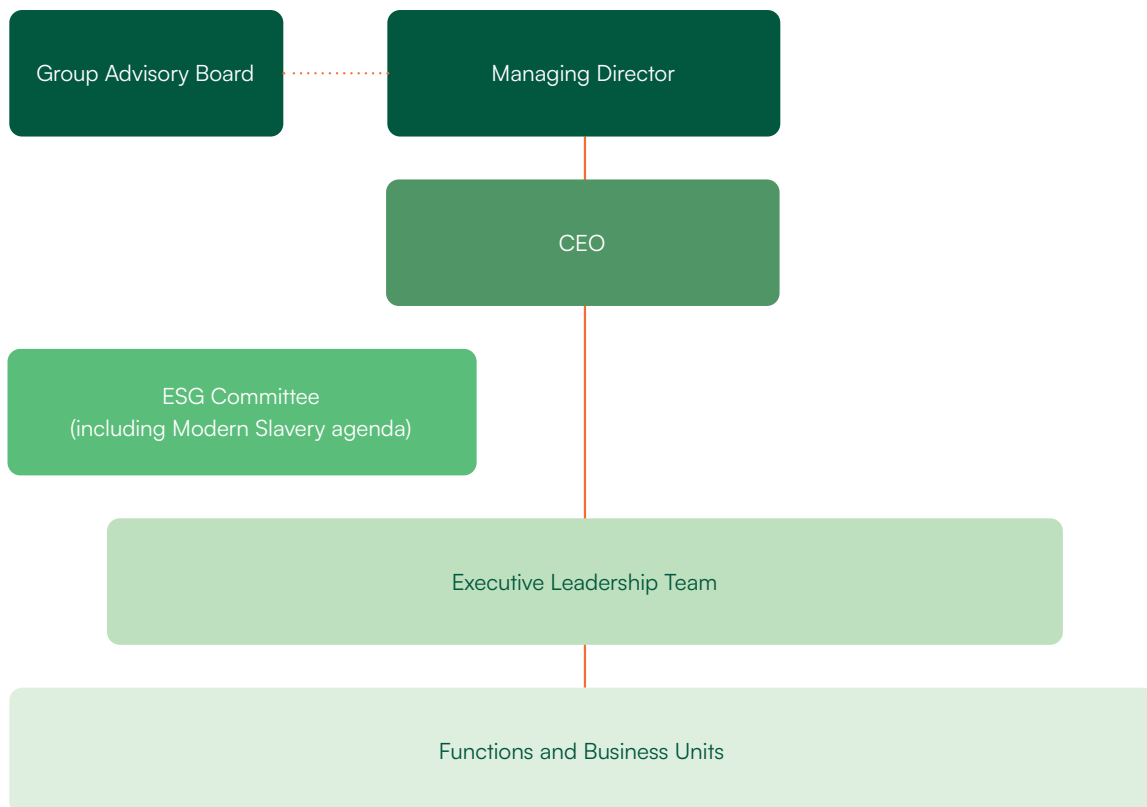 Group Advisory Board
Managing Director
CEO
ESG Committee
(including Modern Slavery agenda)
Executive Leadership Team
Functions and Business Units